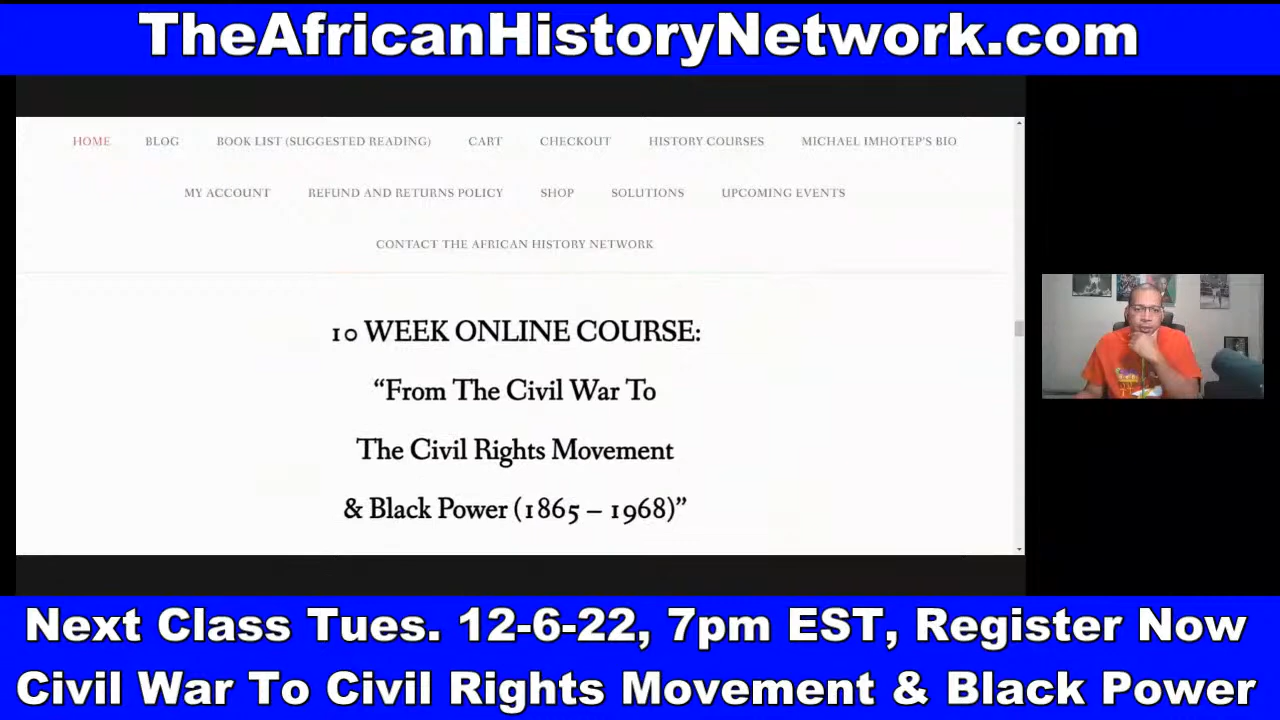 TheAfricanHistoryNetwork.com
HOME BLOG BOOK LIST (SUGGESTED READING) CART CHECKOUT HISTORY COURSES MICHAEL IMHOTEP'S BIO
MY ACCOUNT REFUND AND RETURNS POLICY SHOP SOLUTIONS UPCOMING EVENTS
CONTACT THE AFRICAN HISTORY NETWORK
10 WEEK ONLINE COURSE:
“From The Civil War To
The Civil Rights Movement
& Black Power (1865 – 1968)”
Next Class Tues. 12-6-22, 7pm EST, Register Now
Civil War To Civil Rights Movement & Black Power